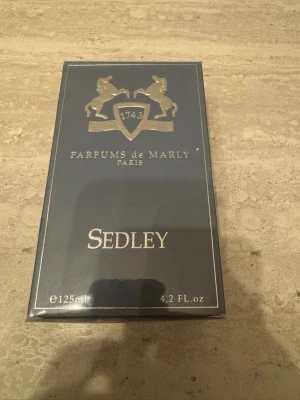 1743
PARFUMS de MARLY
PARIS
SEDLEY
℮125ml 4,2 FL.oz